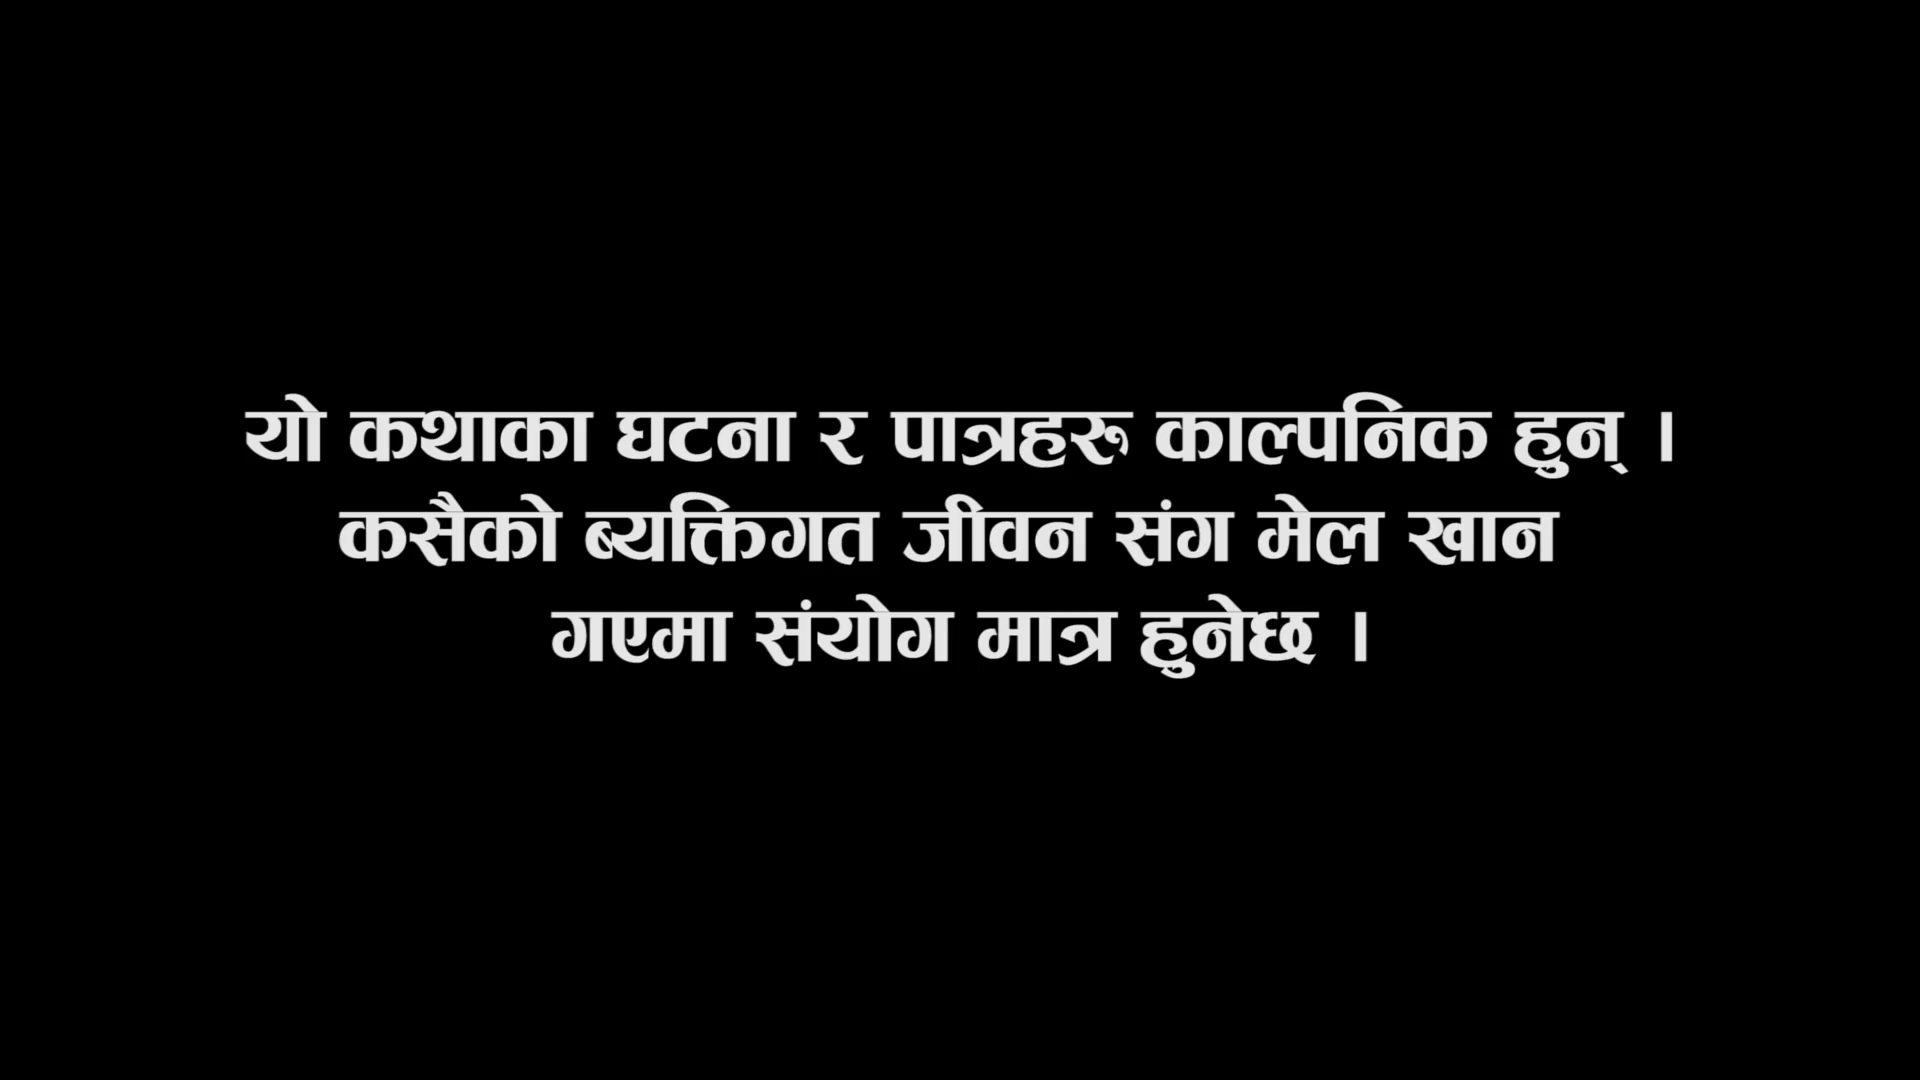 यो कथाका घटना र पात्रहरु काल्पनिक हुन् ।
कसैको ब्यक्तिगत जीवन संग मेल खान
गएमा संयोग मात्र हुनेछ ।